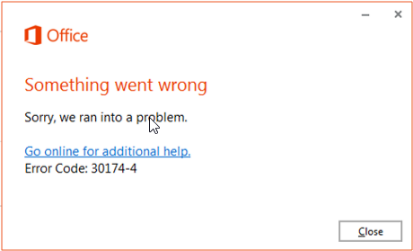 Office
Something went wrong
Sorry, we ran into a problem.
Go online for additional help.
Error Code: 30174-4
Close